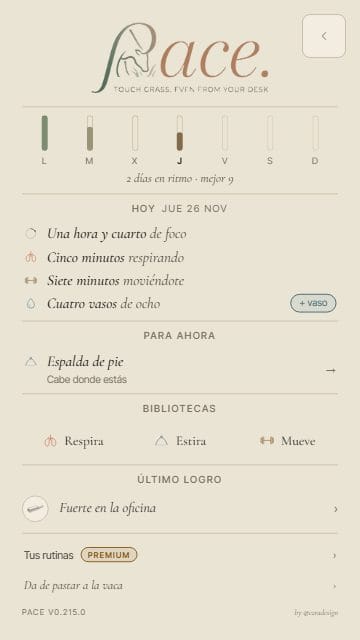 Pace.
TOUCH GRASS, EVEN FROM YOUR DESK
L M X J V S D
2 días en ritmo · mejor 9
HOY JUE 26 NOV
Una hora y cuarto de foco
Cinco minutos respirando
Siete minutos moviéndote
Cuatro vasos de ocho
+ vaso
PARA AHORA
Espalda de pie
Cabe donde estás
BIBLIOTECAS
Respira Estira Mueve
ÚLTIMO LOGRO
Fuerte en la oficina
Tus rutinas PREMIUM
Da de pastar a la vaca
PACE V0.215.0
by @caradesign